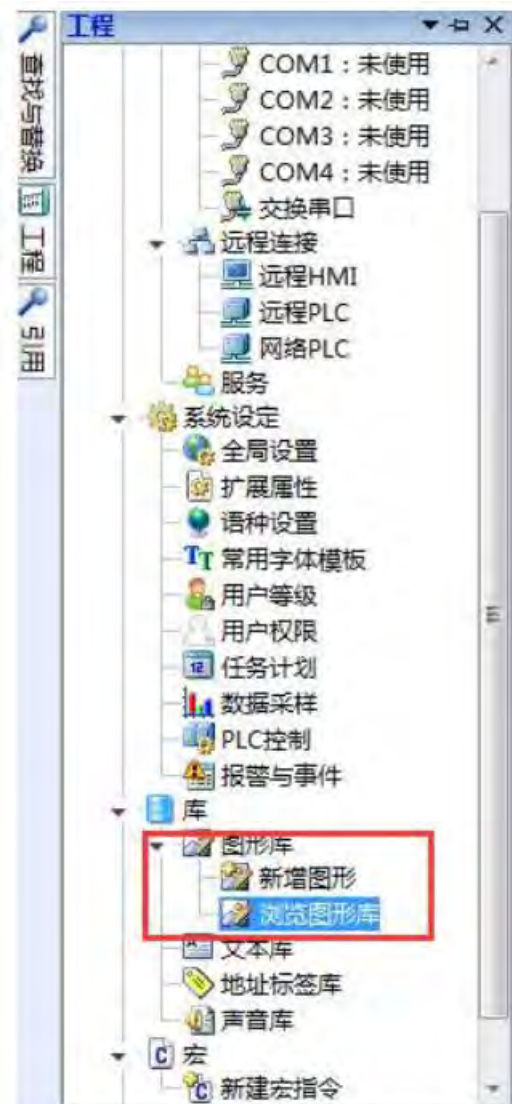 工程
查找与替换
工程
引用
COM1：未使用
COM2：未使用
COM3：未使用
COM4：未使用
交换串口
远程连接
远程HMI
远程PLC
网络PLC
服务
系统设定
全局设置
扩展属性
语种设置
常用字体模板
用户等级
用户权限
任务计划
数据采样
PLC控制
报警与事件
库
图形库
新增图形
浏览图形库
文本库
地址标签库
声音库
宏
新建宏指令